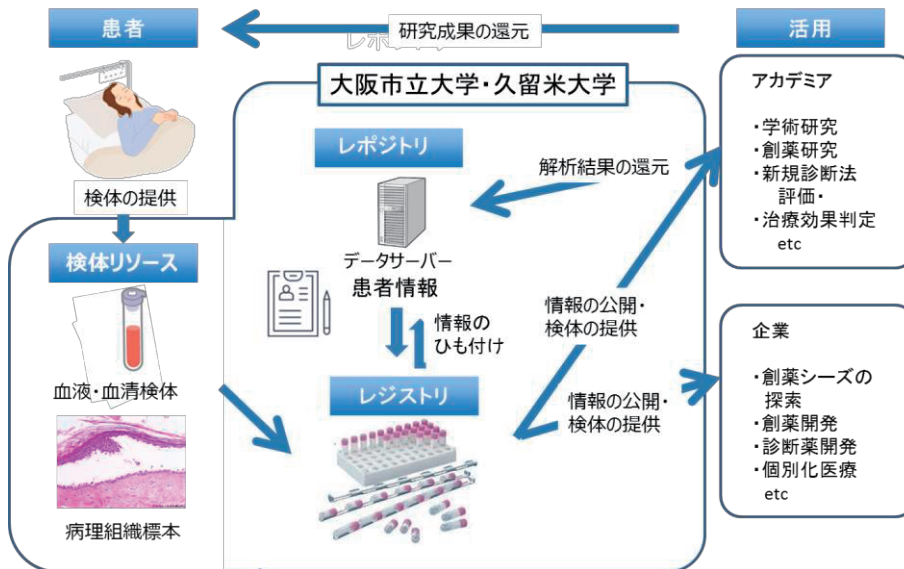 患者
研究成果の還元
レポジトリ
活用
大阪市立大学・久留米大学
検体の提供
検体リソース
血液・血清検体
病理組織標本
レポジトリ
データサーバー
患者情報
情報の
ひも付け
レジストリ
解析結果の還元
情報の公開・
検体の提供
情報の公開・
検体の提供
アカデミア
・学術研究
・創薬研究
・新規診断法
評価・
・治療効果判定
etc
企業
・創薬シーズの
探索
・創薬開発
・診断薬開発
・個別化医療
etc